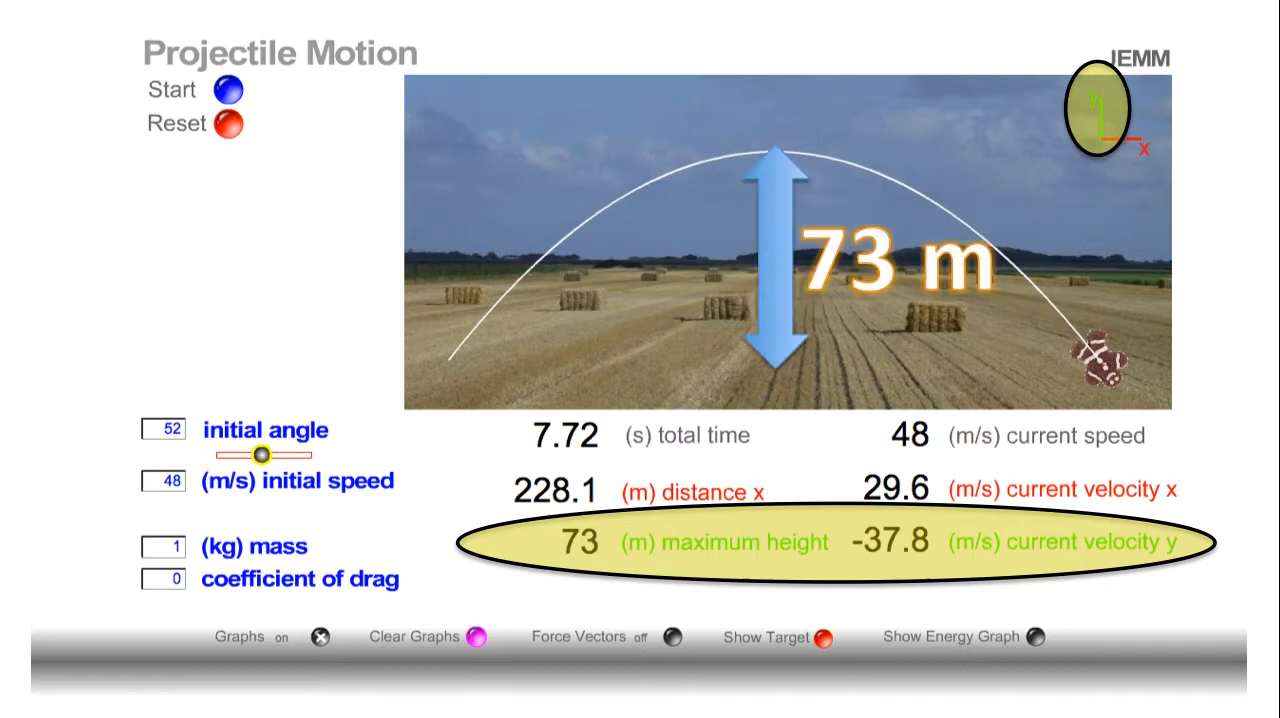 Projectile Motion
JEMM
Start
Reset
y
x
73 m
52 initial angle
7.72 (s) total time
48 (m/s) current speed
48 (m/s) initial speed
228.1 (m) distance x
29.6 (m/s) current velocity x
73 (m) maximum height
-37.8 (m/s) current velocity y
1 (kg) mass
0 coefficient of drag
Graphs on
Clear Graphs
Force Vectors off
Show Target
Show Energy Graph